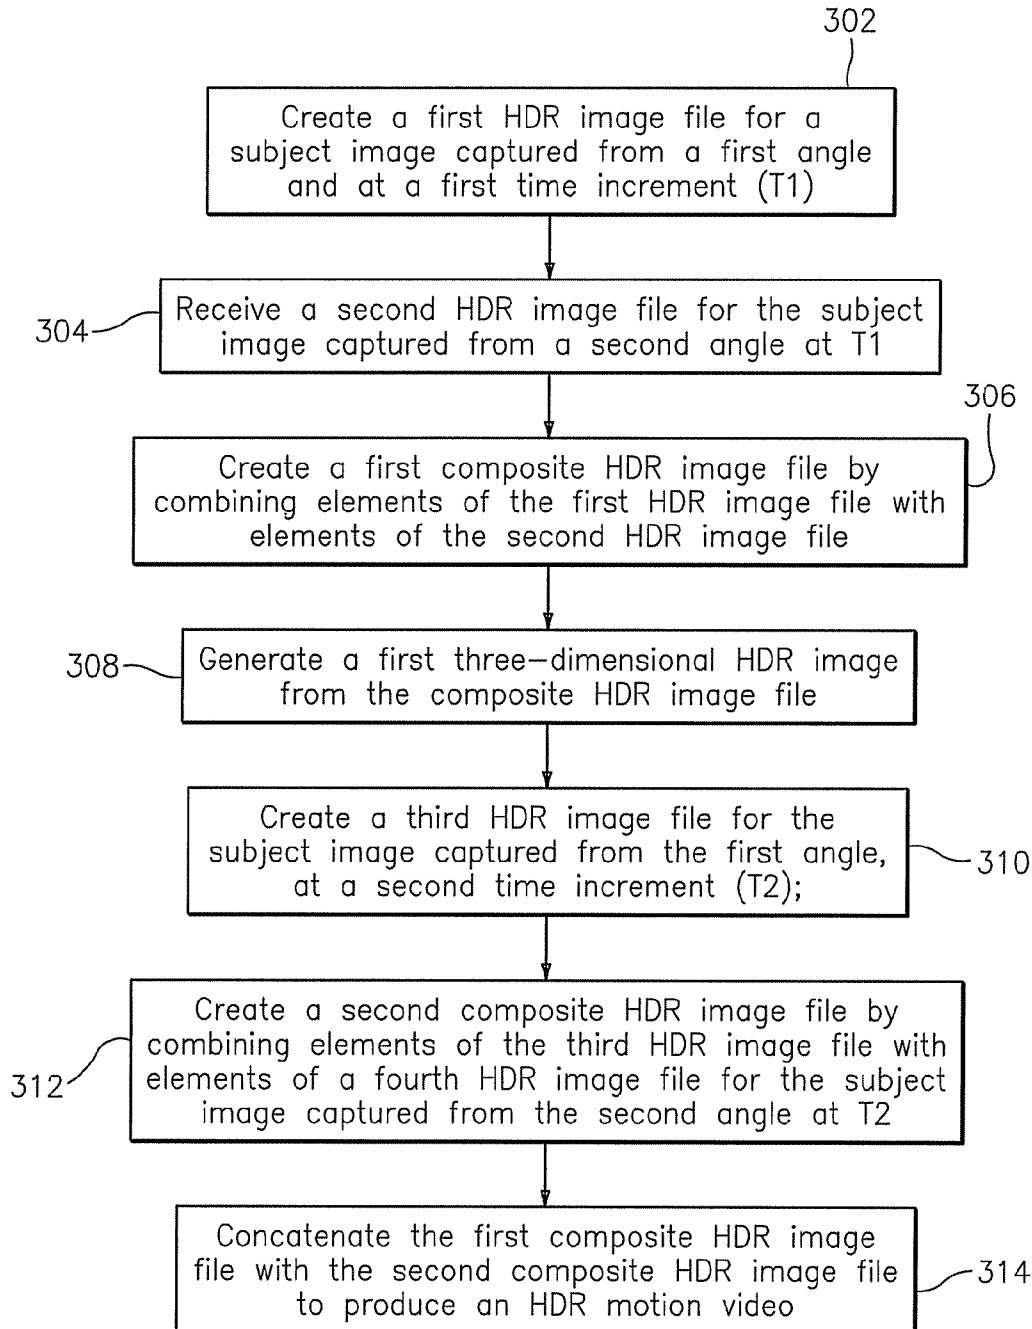 302
Create a first HDR image file for a
subject image captured from a first angle
and at a first time increment (T1)
304
Receive a second HDR image file for the subject
image captured from a second angle at T1
306
Create a first composite HDR image file by
combining elements of the first HDR image file with
elements of the second HDR image file
308
Generate a first three-dimensional HDR image
from the composite HDR image file
Create a third HDR image file for the
subject image captured from the first angle,
at a second time increment (T2);
310
Create a second composite HDR image file by
combining elements of the third HDR image file with
elements of a fourth HDR image file for the subject
image captured from the second angle at T2
312
Concatenate the first composite HDR image
file with the second composite HDR image file
to produce an HDR motion video
314